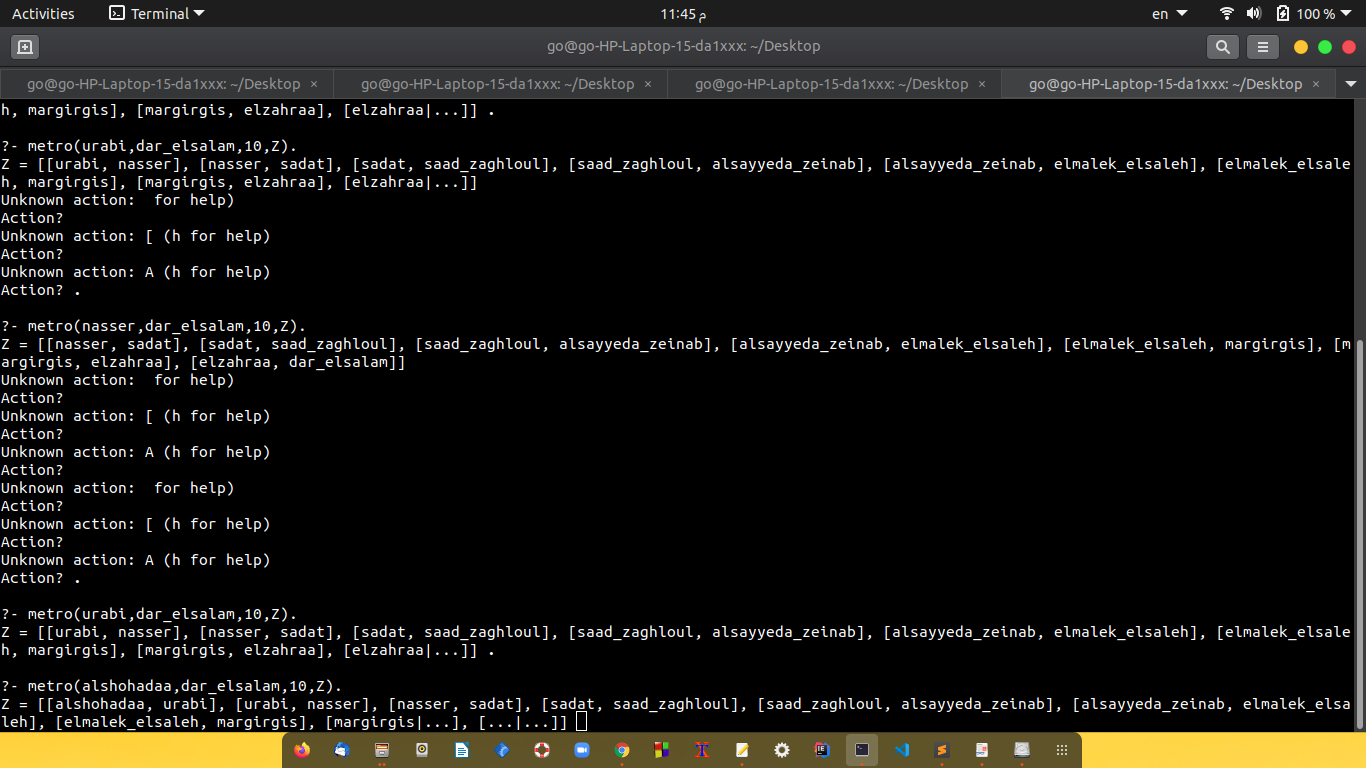 Activities
Terminal
11:45 م
en
100 %
go@go-HP-Laptop-15-da1xxx: ~/Desktop
go@go-HP-Laptop-15-da1xxx: ~/Desktop ×
go@go-HP-Laptop-15-da1xxx: ~/Desktop ×
go@go-HP-Laptop-15-da1xxx: ~/Desktop ×
go@go-HP-Laptop-15-da1xxx: ~/Desktop ×
h, margirgis], [margirgis, elzahraa], [elzahraa|...]] .
?- metro(urabi,dar_elsalam,10,Z).
Z = [[urabi, nasser], [nasser, sadat], [sadat, saad_zaghloul], [saad_zaghloul, alsayyeda_zeinab], [alsayyeda_zeinab, elmalek_elsaleh], [elmalek_elsale
h, margirgis], [margirgis, elzahraa], [elzahraa|...]]
Unknown action:  for help)
Action?
Unknown action: [ (h for help)
Action?
Unknown action: A (h for help)
Action? .
?- metro(nasser,dar_elsalam,10,Z).
Z = [[nasser, sadat], [sadat, saad_zaghloul], [saad_zaghloul, alsayyeda_zeinab], [alsayyeda_zeinab, elmalek_elsaleh], [elmalek_elsaleh, margirgis], [m
argirgis, elzahraa], [elzahraa, dar_elsalam]]
Unknown action:  for help)
Action?
Unknown action: [ (h for help)
Action?
Unknown action: A (h for help)
Action?
Unknown action:  for help)
Action?
Unknown action: [ (h for help)
Action?
Unknown action: A (h for help)
Action? .
?- metro(urabi,dar_elsalam,10,Z).
Z = [[urabi, nasser], [nasser, sadat], [sadat, saad_zaghloul], [saad_zaghloul, alsayyeda_zeinab], [alsayyeda_zeinab, elmalek_elsaleh], [elmalek_elsale
h, margirgis], [margirgis, elzahraa], [elzahraa|...]] .
?- metro(alshohadaa,dar_elsalam,10,Z).
Z = [[alshohadaa, urabi], [urabi, nasser], [nasser, sadat], [sadat, saad_zaghloul], [saad_zaghloul, alsayyeda_zeinab], [alsayyeda_zeinab, elmalek_elsa
leh], [elmalek_elsaleh, margirgis], [margirgis|...], [...|...]]